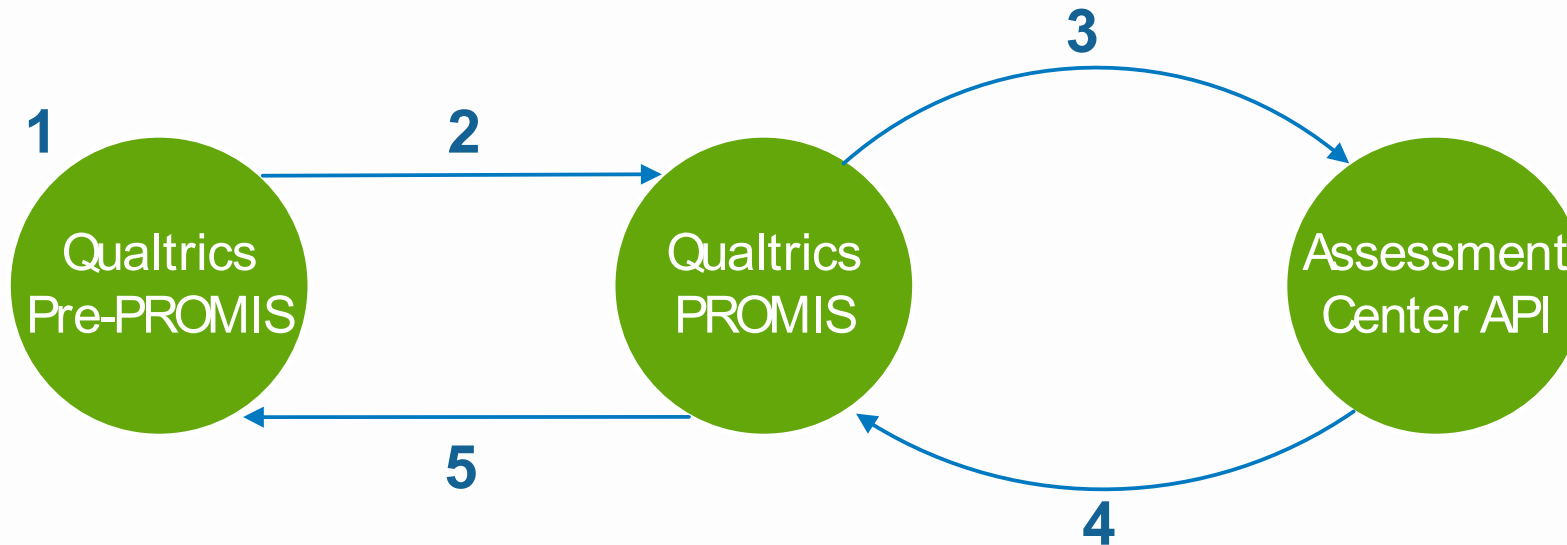 3
1
2
Qualtrics
Pre-PROMIS
Qualtrics
PROMIS
Assessment
Center API
5
4